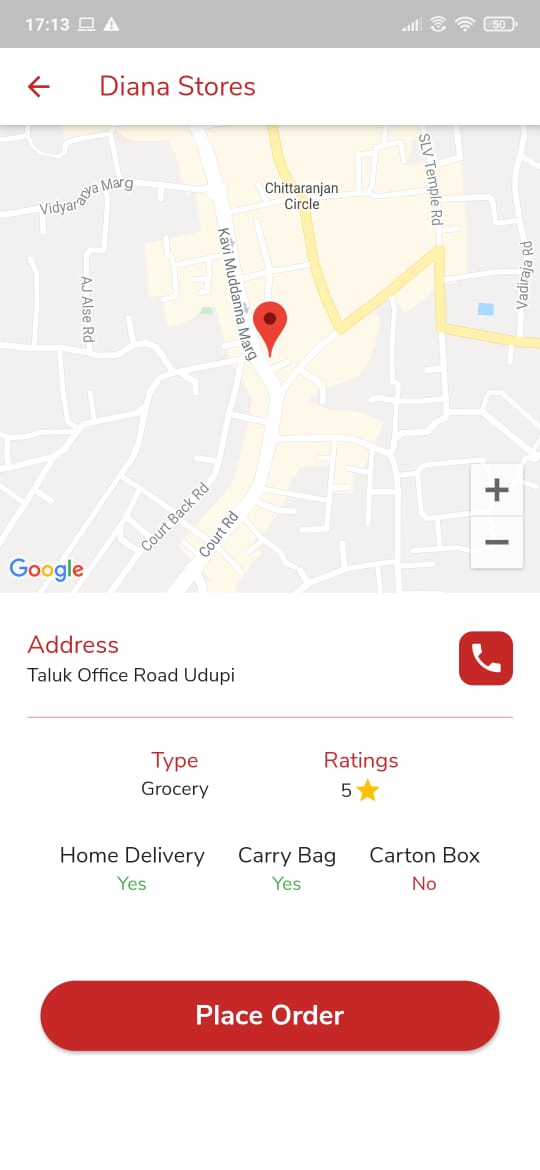 17:13
50
Diana Stores
SLV Temple Rd
Vidyaranya Marg
Chittaranjan
Circle
Kavi Muddanna Marg
Vadiraja Rd
AJ Alse Rd
Court Back Rd
Court Rd
+
−
Google
Address
Taluk Office Road Udupi
Type
Ratings
Grocery
5
Home Delivery
Carry Bag
Carton Box
Yes
Yes
No
Place Order